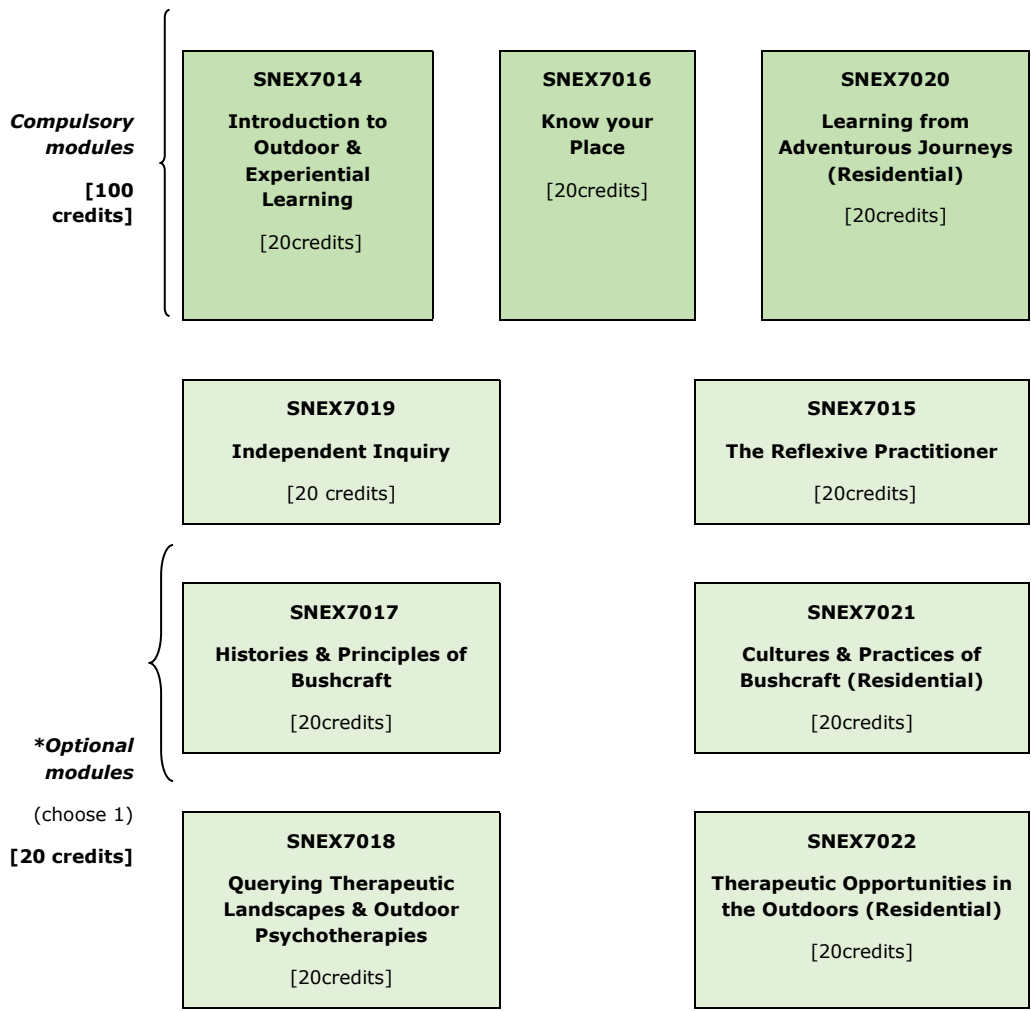 Compulsory
modules
[100
credits]
SNEX7014
Introduction to
Outdoor &
Experiential
Learning
[20credits]
SNEX7016
Know your
Place
[20credits]
SNEX7020
Learning from
Adventurous Journeys
(Residential)
[20credits]
SNEX7019
Independent Inquiry
[20 credits]
SNEX7015
The Reflexive Practitioner
[20credits]
*Optional
modules
(choose 1)
[20 credits]
SNEX7017
Histories & Principles of
Bushcraft
[20credits]
SNEX7021
Cultures & Practices of
Bushcraft (Residential)
[20credits]
SNEX7018
Querying Therapeutic
Landscapes & Outdoor
Psychotherapies
[20credits]
SNEX7022
Therapeutic Opportunities in
the Outdoors (Residential)
[20credits]